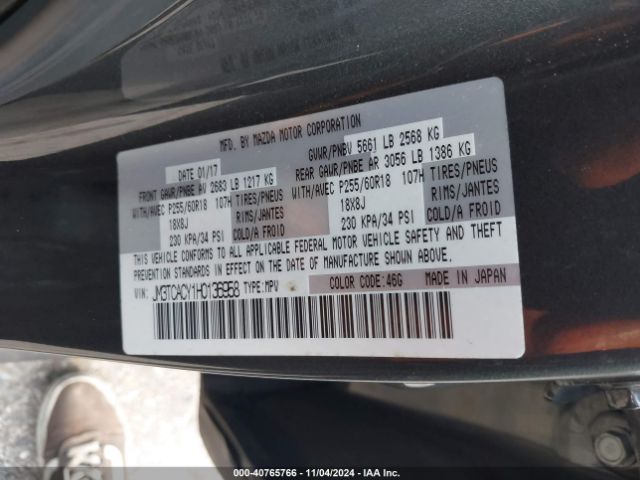 MFD. BY MAZDA MOTOR CORPORATION
DATE 01/17 GVWR/PNBV 5661 LB 2568 KG
FRONT GAWR/PNBE AV 2683 LB 1217 KG REAR GAWR/PNBE AR 3056 LB 1386 KG
WITH/AVEC P255/60R18 107H TIRES/PNEUS WITH/AVEC P255/60R18 107H TIRES/PNEUS
18X8J RIMS/JANTES 18X8J RIMS/JANTES
230 KPA/34 PSI COLD/A FROID 230 KPA/34 PSI COLD/A FROID
THIS VEHICLE CONFORMS TO ALL APPLICABLE FEDERAL MOTOR VEHICLE SAFETY AND THEFT
PREVENTION STANDARDS IN EFFECT ON THE DATE OF MANUFACTURE SHOWN ABOVE.
VIN: JM3TCACY1H0136958 TYPE:MPV COLOR CODE:46G MADE IN JAPAN
000-40765766 - 11/04/2024 - IAA Inc.